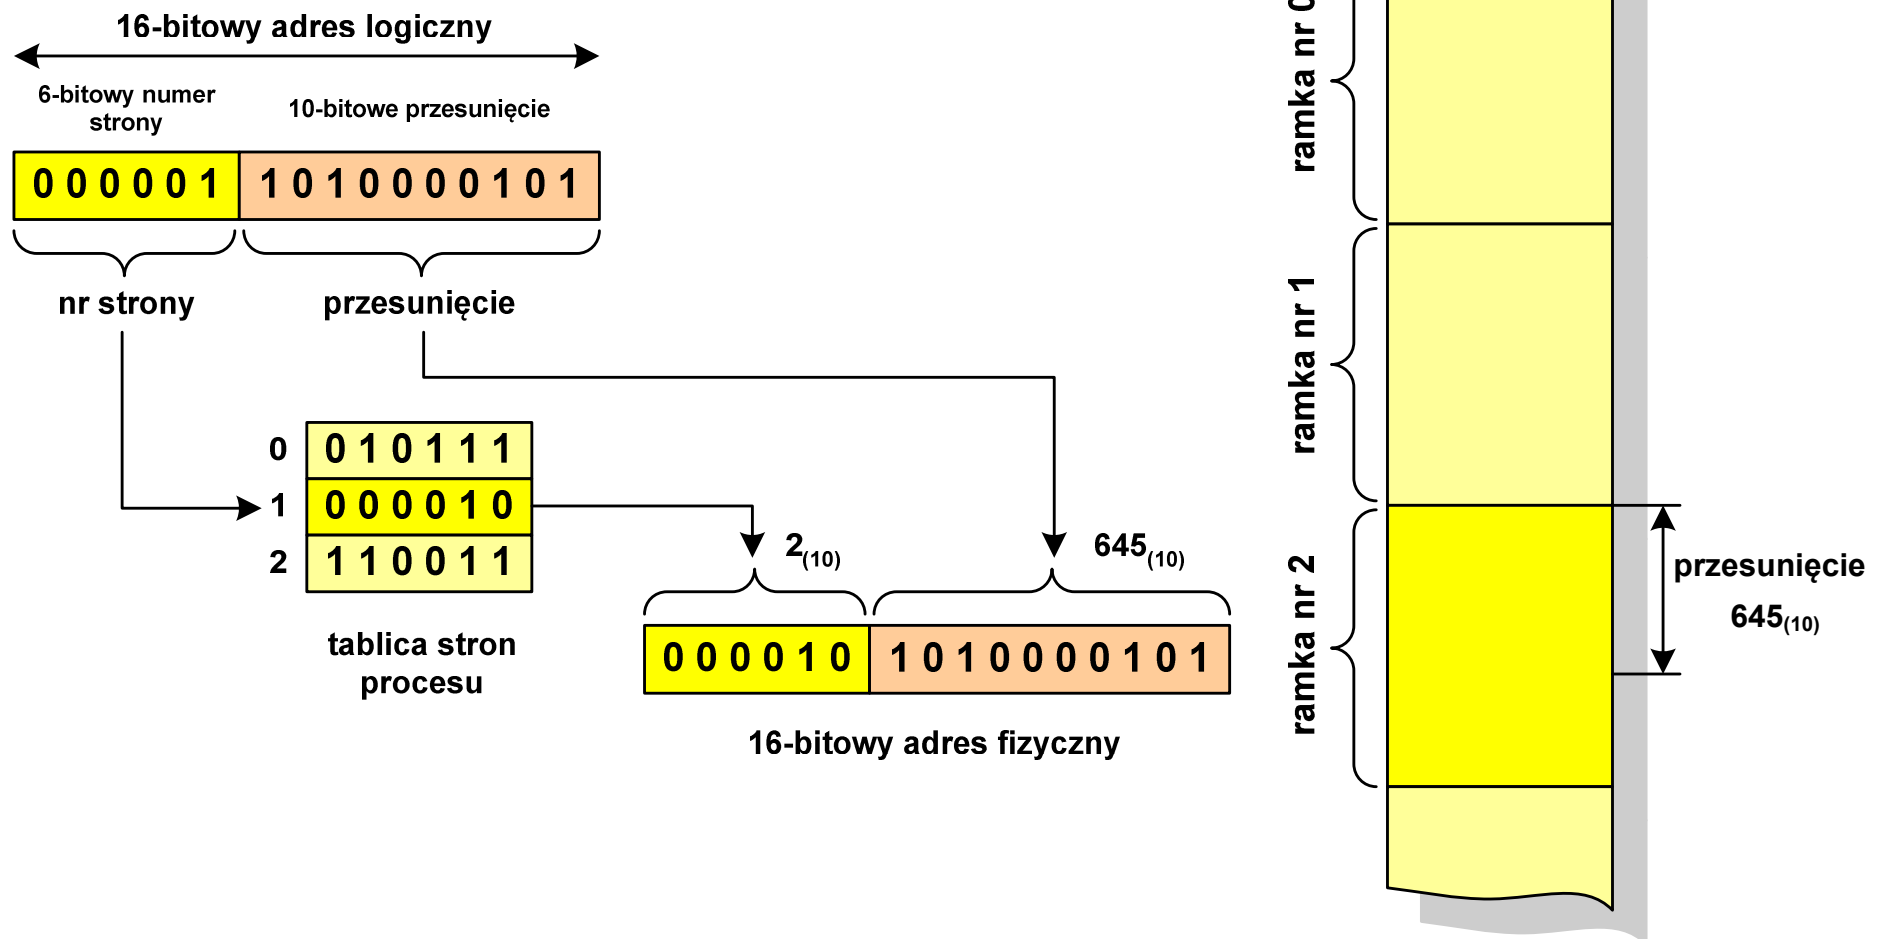 16-bitowy adres logiczny
6-bitowy numer
strony
10-bitowe przesunięcie
0 0 0 0 0 1 1 0 1 0 0 0 0 1 0 1
nr strony
przesunięcie
0 0 1 0 1 1 1
1 0 0 0 0 1 0
2 1 1 0 0 1 1
tablica stron
procesu
2(10)
645(10)
0 0 0 0 1 0 1 0 1 0 0 0 0 1 0 1
16-bitowy adres fizyczny
ramka nr 0
ramka nr 1
ramka nr 2
przesunięcie
645(10)